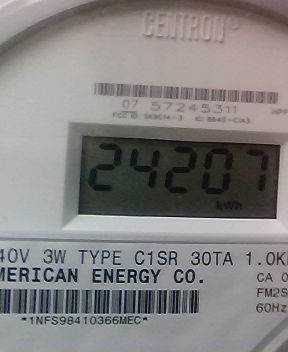 CENTRON®
07 57245311
24207
kWh
40V 3W TYPE C1SR 30TA 1.0K
MERICAN ENERGY CO.
CA 0
FM2S
60Hz
*1NFS98410366MEC*